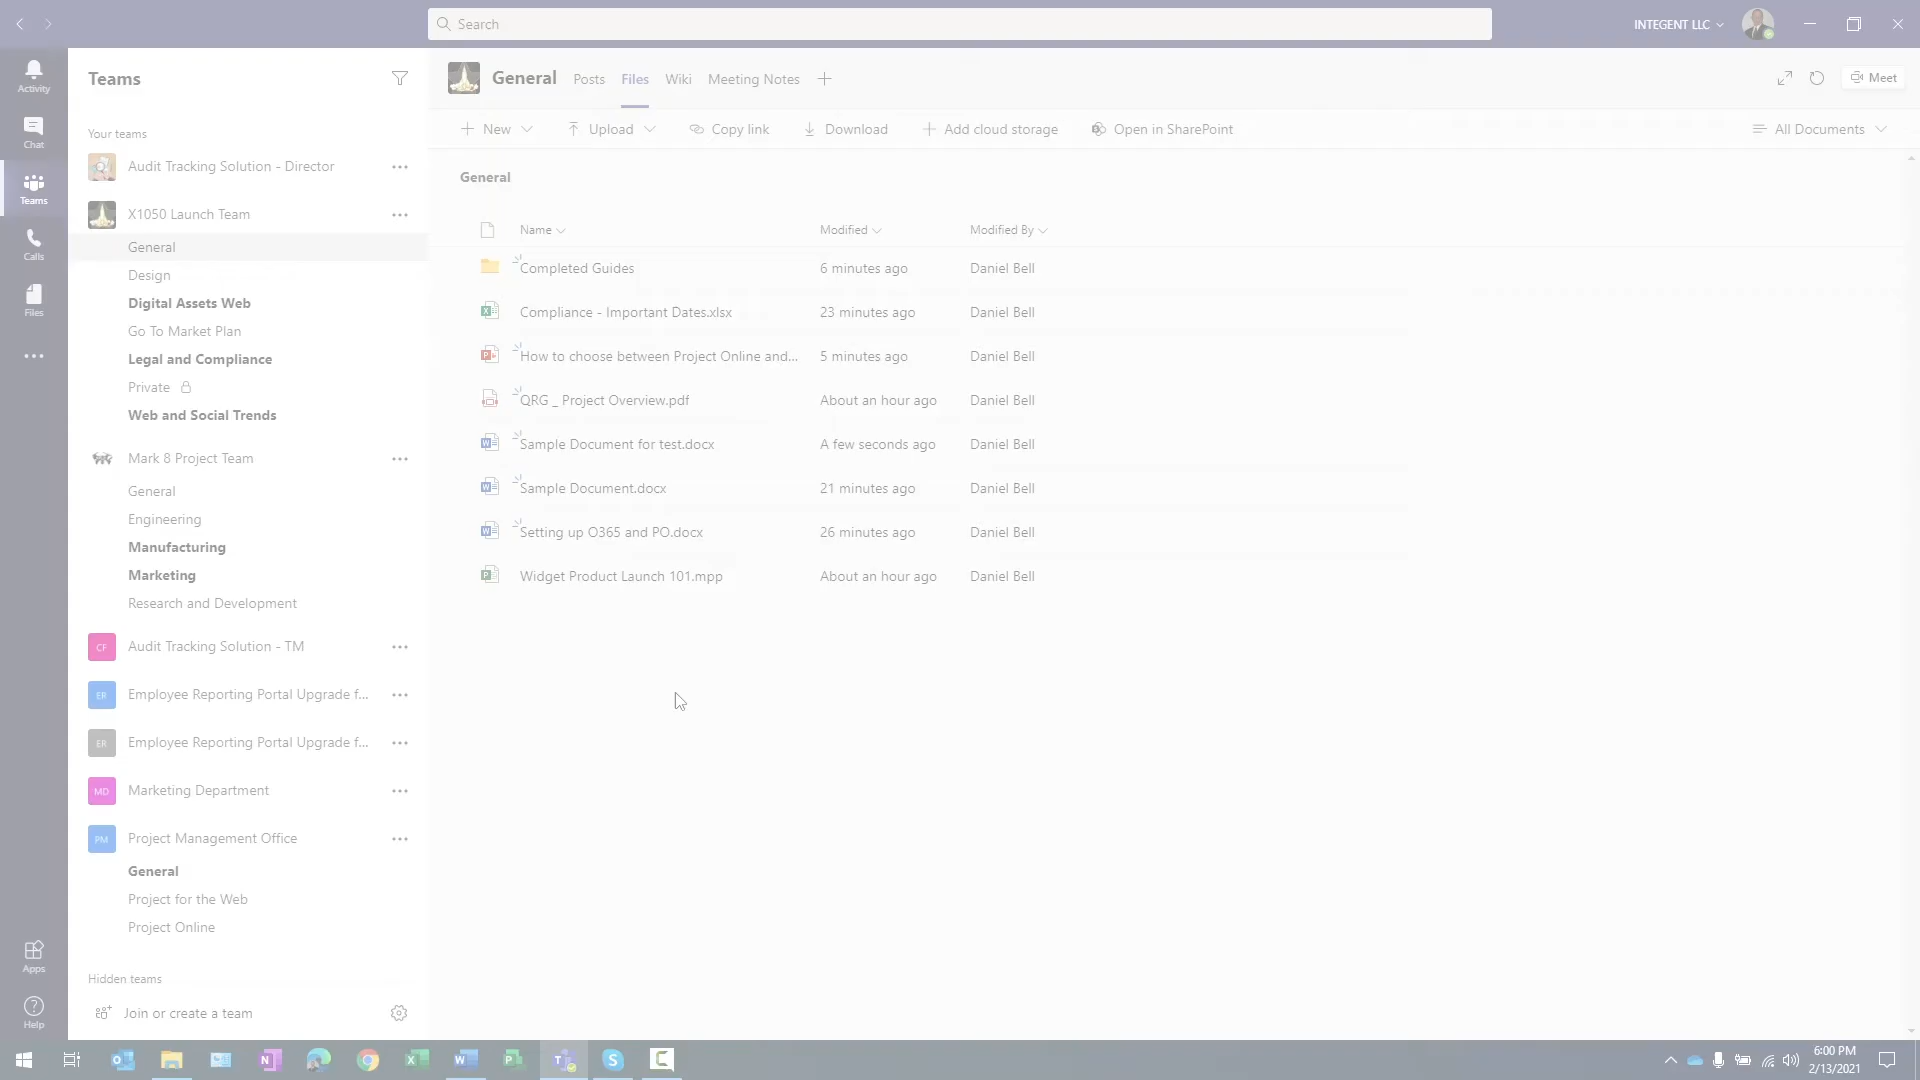 Search
INTEGENT LLC
Activity
Chat
Teams
Calls
Files
Apps
Help
Teams
Your teams
Audit Tracking Solution - Director
X1050 Launch Team
General
Design
Digital Assets Web
Go To Market Plan
Legal and Compliance
Private
Web and Social Trends
Mark 8 Project Team
General
Engineering
Manufacturing
Marketing
Research and Development
CF Audit Tracking Solution - TM
ER Employee Reporting Portal Upgrade f...
ER Employee Reporting Portal Upgrade f...
MD Marketing Department
PM Project Management Office
General
Project for the Web
Project Online
Hidden teams
Join or create a team
General Posts Files Wiki Meeting Notes
Meet
New Upload Copy link Download Add cloud storage Open in SharePoint All Documents
General
Name Modified Modified By
Completed Guides 6 minutes ago Daniel Bell
Compliance - Important Dates.xlsx 23 minutes ago Daniel Bell
How to choose between Project Online and... 5 minutes ago Daniel Bell
QRG _ Project Overview.pdf About an hour ago Daniel Bell
Sample Document for test.docx A few seconds ago Daniel Bell
Sample Document.docx 21 minutes ago Daniel Bell
Setting up O365 and PO.docx 26 minutes ago Daniel Bell
Widget Product Launch 101.mpp About an hour ago Daniel Bell
6:00 PM
2/13/2021